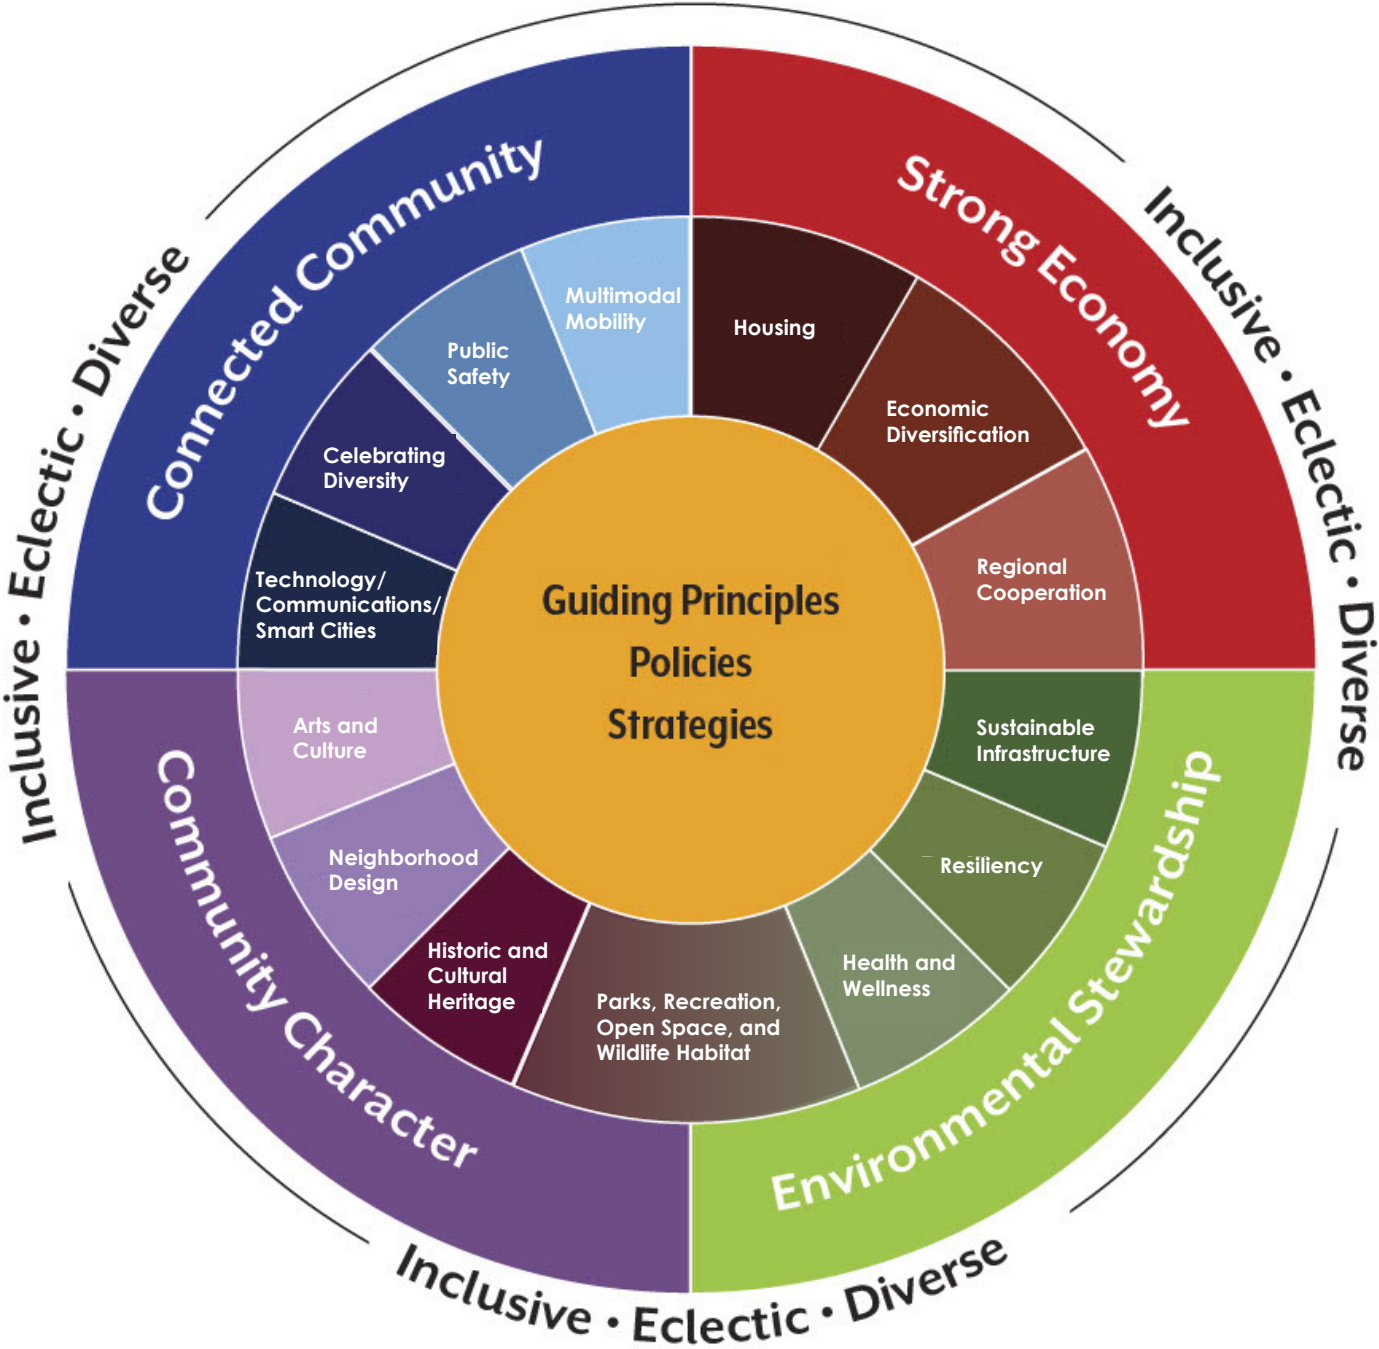 Inclusive • Eclectic • Diverse
Inclusive • Eclectic • Diverse
Inclusive • Eclectic • Diverse
Connected Community
Strong Economy
Environmental Stewardship
Community Character
Multimodal
Mobility
Public
Safety
Celebrating
Diversity
Technology/
Communications/
Smart Cities
Housing
Economic
Diversification
Regional
Cooperation
Sustainable
Infrastructure
Resiliency
Health and
Wellness
Parks, Recreation,
Open Space, and
Wildlife Habitat
Historic and
Cultural
Heritage
Neighborhood
Design
Arts and
Culture
Guiding Principles
Policies
Strategies